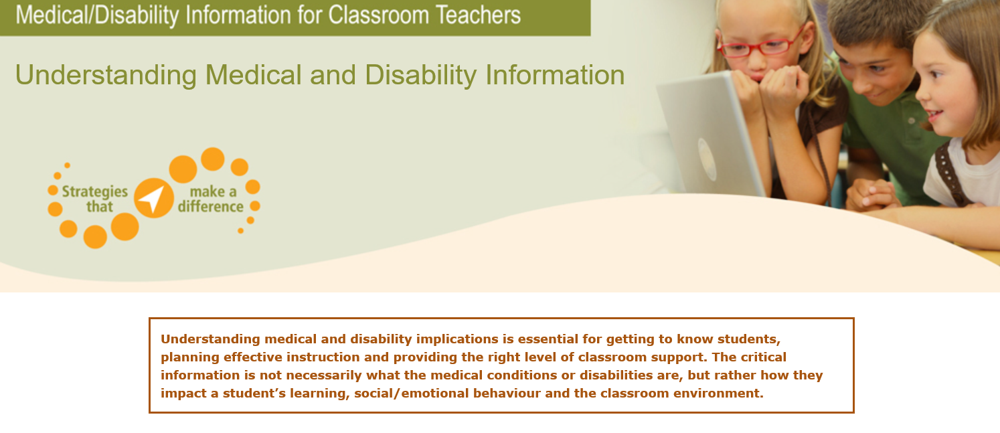 Medical/Disability Information for Classroom Teachers
Understanding Medical and Disability Information
Strategies
that
make a
difference
Understanding medical and disability implications is essential for getting to know students,
planning effective instruction and providing the right level of classroom support. The critical
information is not necessarily what the medical conditions or disabilities are, but rather how they
impact a student’s learning, social/emotional behaviour and the classroom environment.